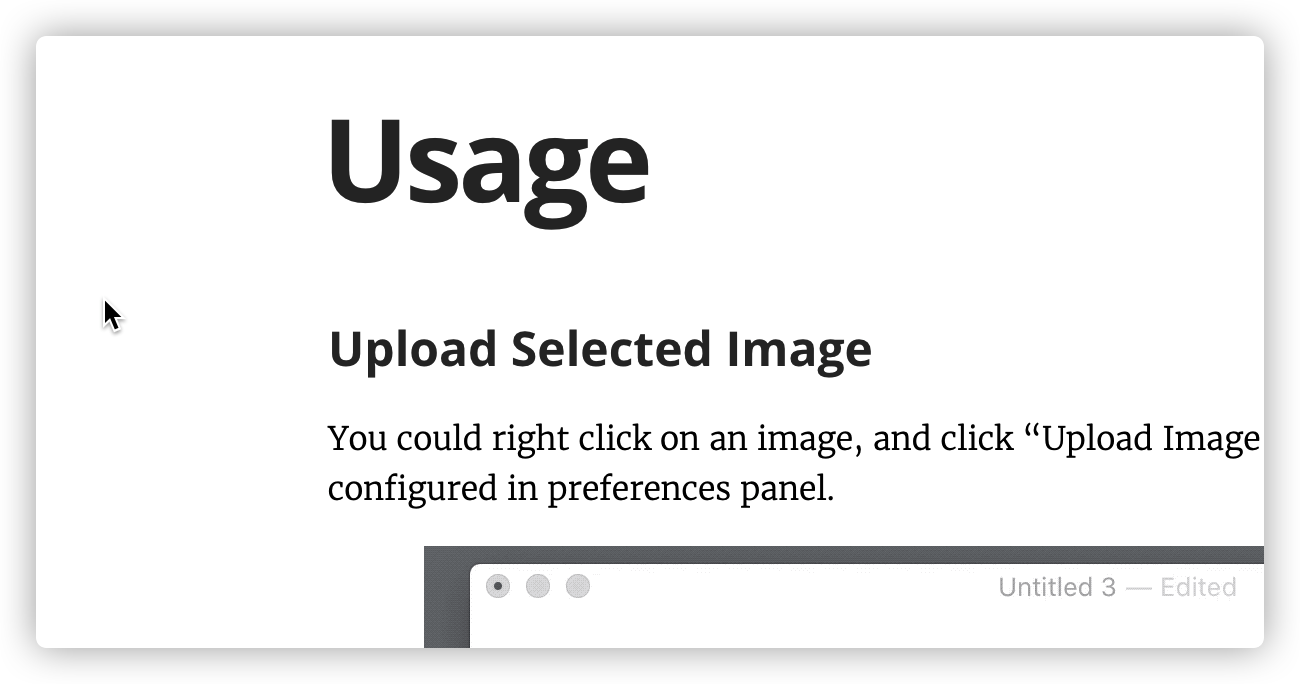 Usage
Upload Selected Image
You could right click on an image, and click “Upload Image
configured in preferences panel.
Untitled 3 — Edited